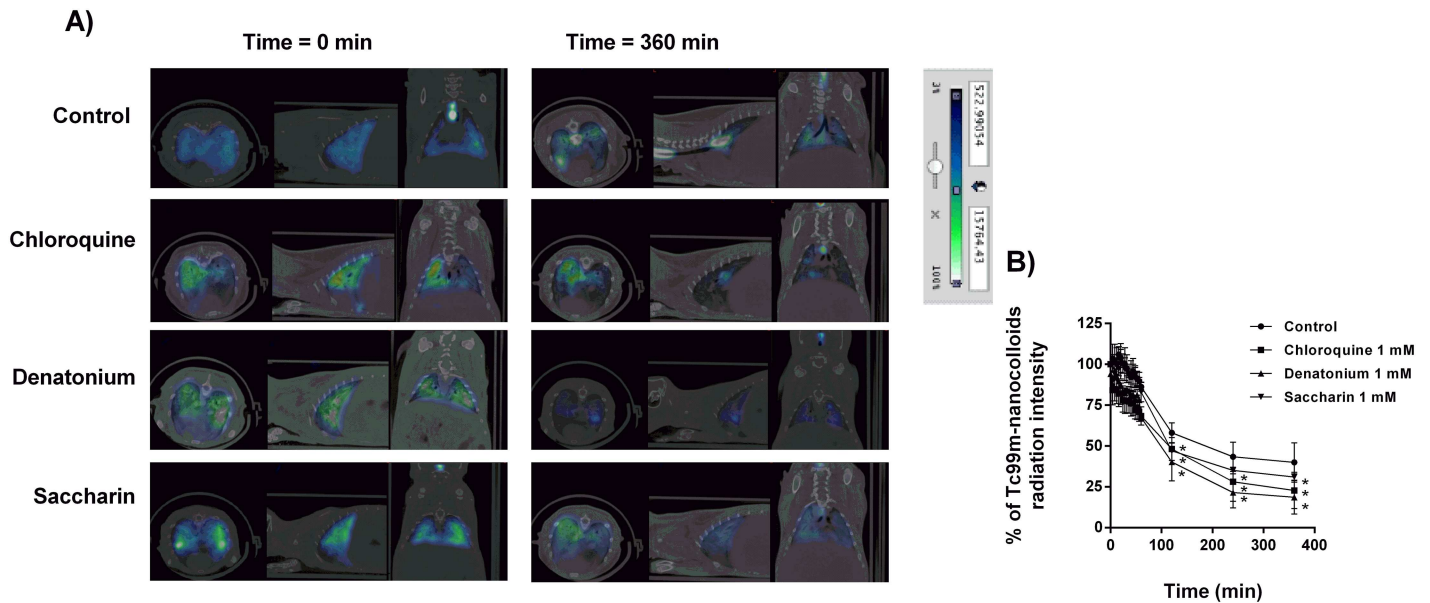 A)
Time = 0 min
Time = 360 min
Control
Chloroquine
Denatonium
Saccharin
3%
100%
522.99054
15764.43
B)
% of Tc99m-nanocolloids
radiation intensity
125
100
75
50
25
0
0
100
200
300
400
Time (min)
Control
Chloroquine 1 mM
Denatonium 1 mM
Saccharin 1 mM
*
*
*
*
*
*
*
*
*